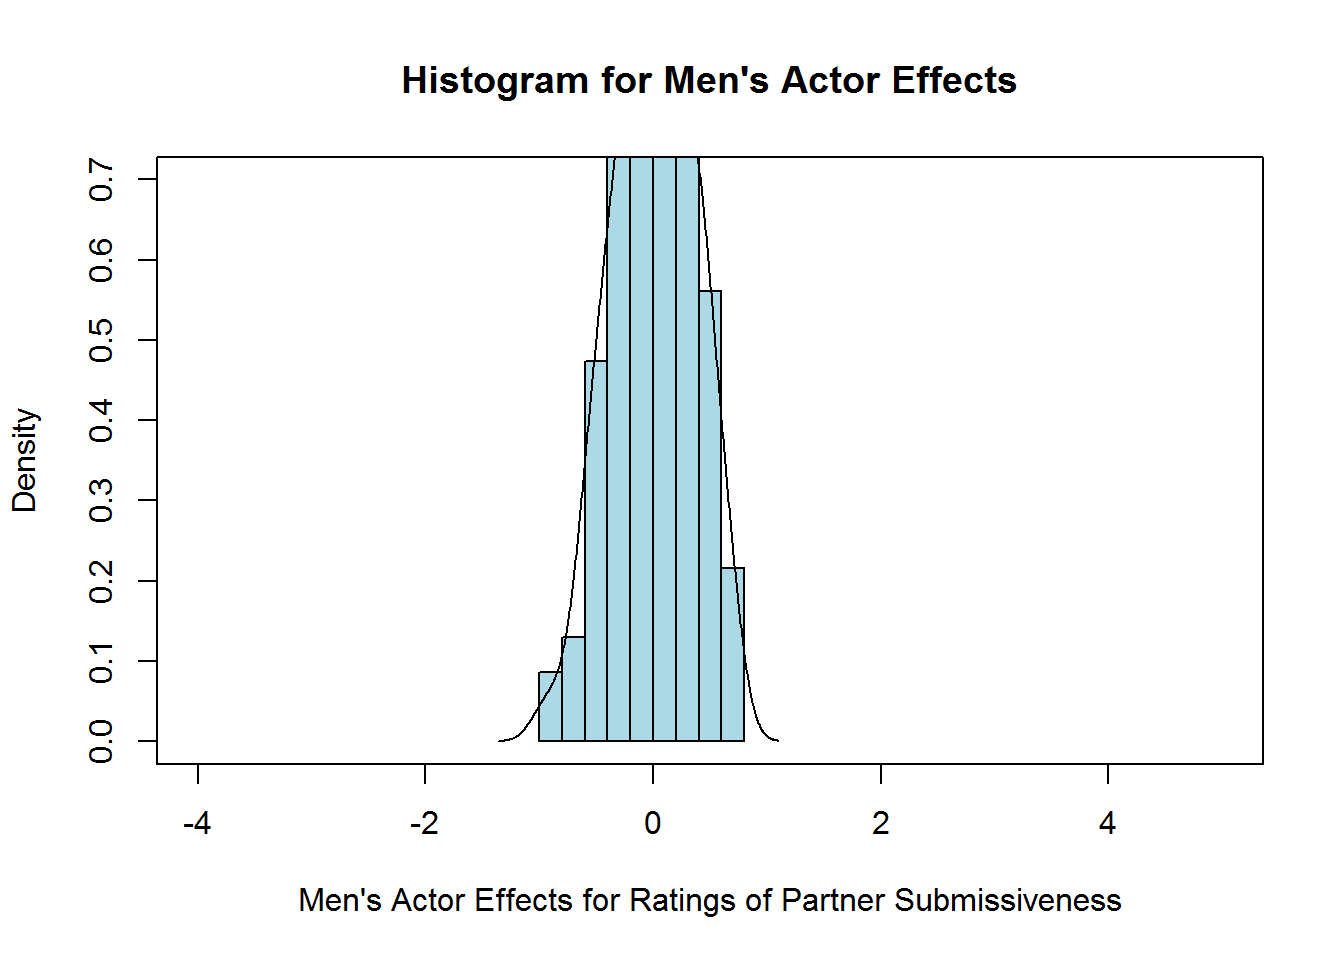 Histogram for Men's Actor Effects
Density
0.7
0.6
0.5
0.4
0.3
0.2
0.1
0.0
-4 -2 0 2 4
Men's Actor Effects for Ratings of Partner Submissiveness